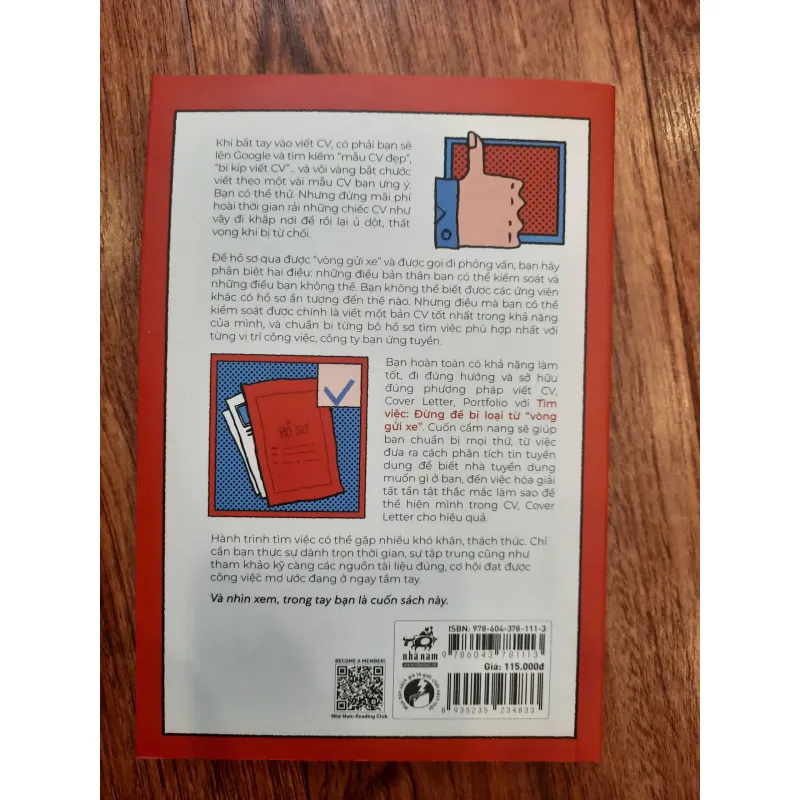 Khi bắt tay vào viết CV, có phải bạn sẽ
lên Google và tìm kiếm “mẫu CV đẹp”,
“bí kíp viết CV”... và vội vàng bắt chước
viết theo một vài mẫu CV bạn ưng ý.
Bạn có thể thử. Nhưng đừng mãi phí
hoài thời gian rải những chiếc CV như
vậy đi khắp nơi để rồi lại ủ dột, thất
vọng khi bị từ chối.
Để hồ sơ qua được “vòng gửi xe” và được gọi đi phỏng vấn, bạn hãy
phân biệt hai điều: những điều bản thân bạn có thể kiểm soát và
những điều bạn không thể. Bạn không thể biết được các ứng viên
khác có hồ sơ ấn tượng đến thế nào. Nhưng điều mà bạn có thể
kiểm soát được chính là viết một bản CV tốt nhất trong khả năng
của mình, và chuẩn bị từng bộ hồ sơ tìm việc phù hợp nhất với
từng vị trí công việc, công ty bạn ứng tuyển.
HỒ SƠ
Bạn hoàn toàn có khả năng làm
tốt, đi đúng hướng và sở hữu
đúng phương pháp viết CV,
Cover Letter, Portfolio với Tìm
việc: Đừng để bị loại từ “vòng
gửi xe”. Cuốn cẩm nang sẽ giúp
bạn chuẩn bị mọi thứ, từ việc
đưa ra cách phân tích tin tuyển
dụng để biết nhà tuyển dụng
muốn gì ở bạn, đến việc hóa giải
tất tần tật thắc mắc làm sao để
thể hiện mình trong CV, Cover
Letter cho hiệu quả.
Hành trình tìm việc có thể gặp nhiều khó khăn, thách thức. Chỉ
cần bạn thực sự dành trọn thời gian, sự tập trung cũng như
tham khảo kỹ càng các nguồn tài liệu đúng, cơ hội đạt được
công việc mơ ước đang ở ngay tầm tay.
Và nhìn xem, trong tay bạn là cuốn sách này.
BECOME A MEMBER!
Nha Nam Reading Club
nhã nam
ISBN: 978-604-378-111-3
9 786043 781113
Giá: 115.000đ
8 935235 234833